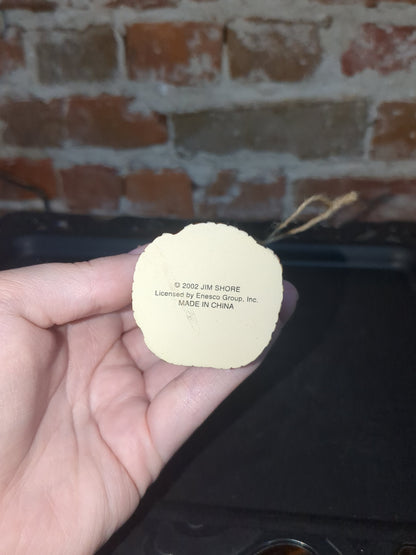 © 2002 JIM SHORE
Licensed by Enesco Group, Inc.
MADE IN CHINA